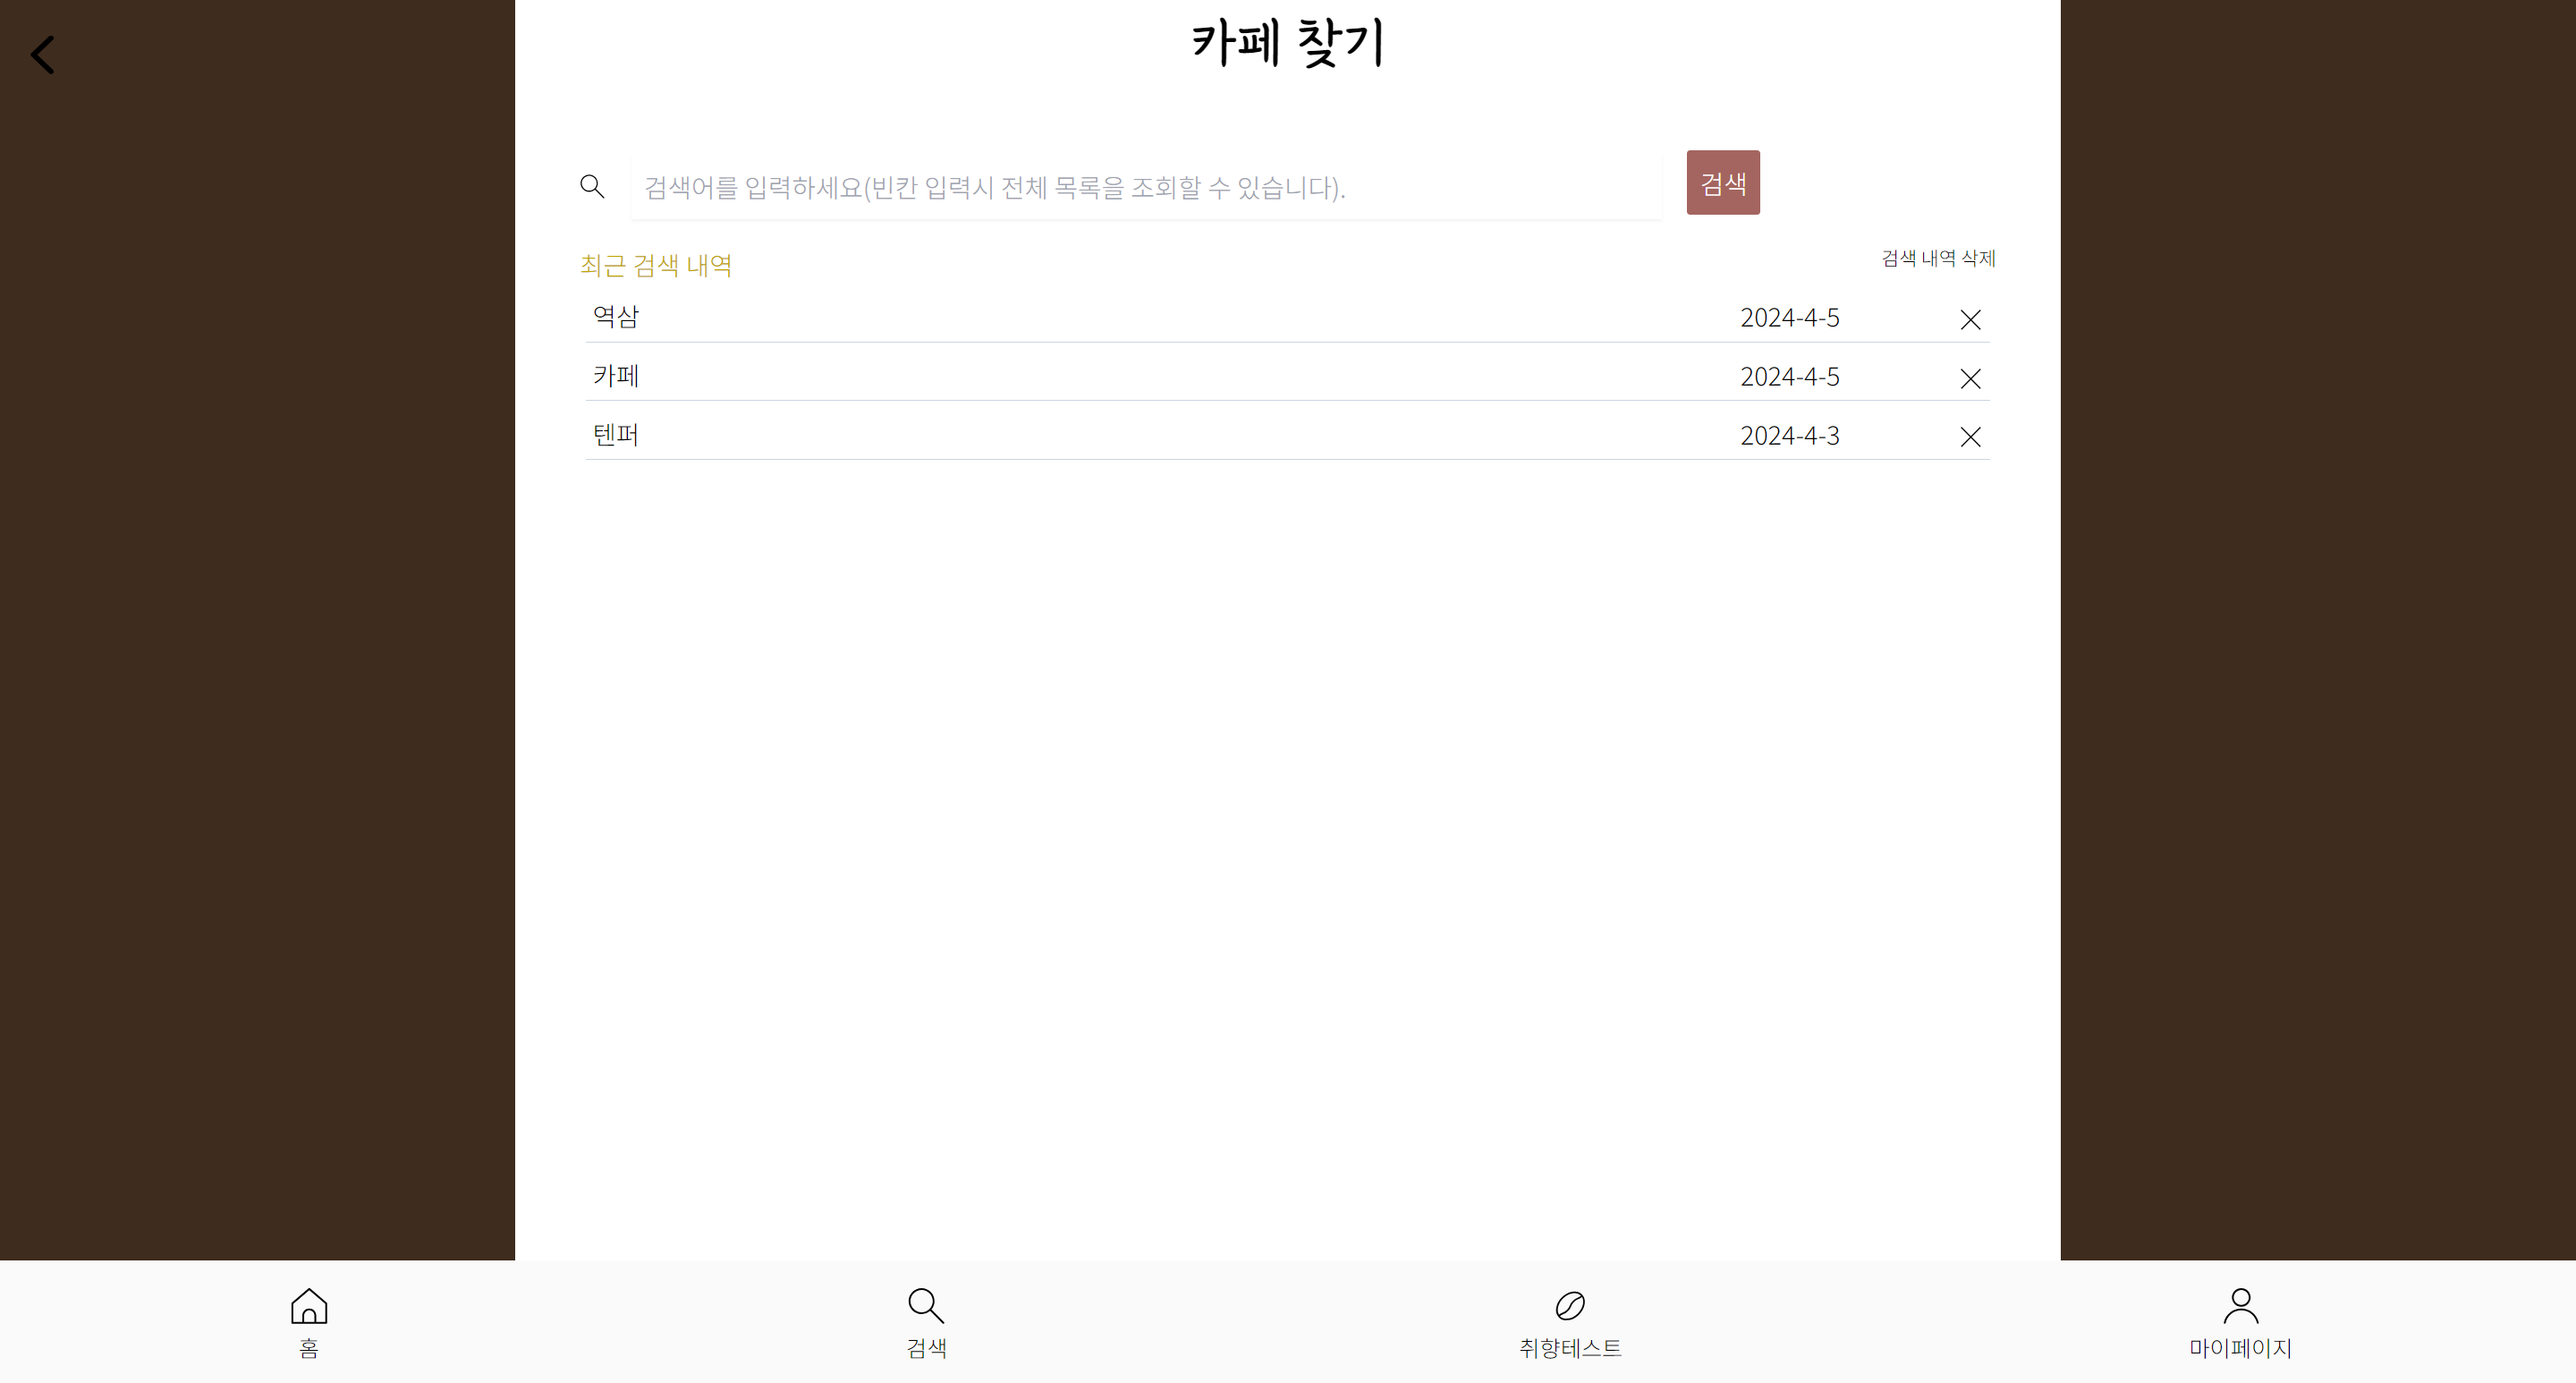 카페 찾기
검색어를 입력하세요(빈칸 입력시 전체 목록을 조회할 수 있습니다).
검색
최근 검색 내역
검색 내역 삭제
역삼 2024-4-5
카페 2024-4-5
텐퍼 2024-4-3
홈 검색 취향테스트 마이페이지